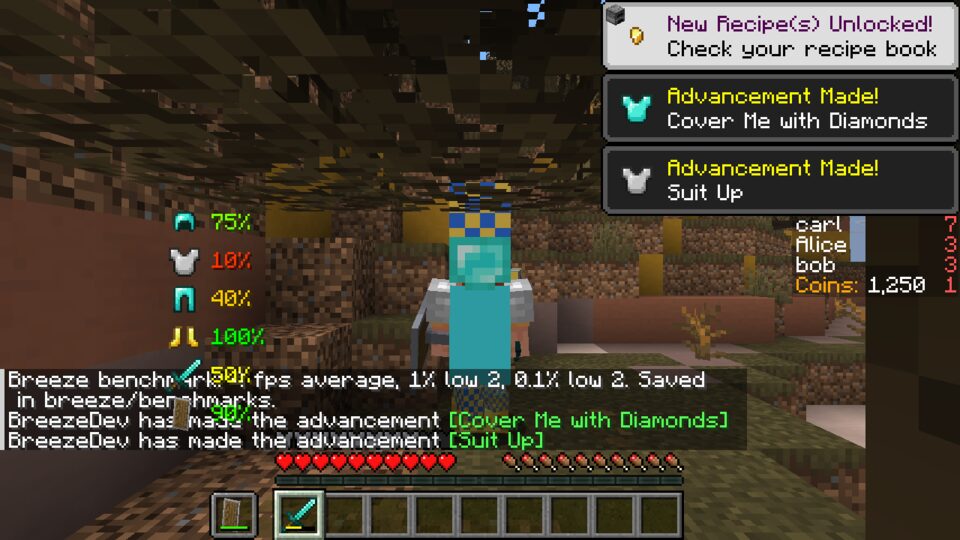 New Recipe(s) Unlocked!
Check your recipe book
Advancement Made!
Cover Me with Diamonds
Advancement Made!
Suit Up
carl 7
Alice 3
bob 3
Coins: 1,250 1
75%
10%
40%
100%
50%
90%
Breeze benchmark: fps average, 1% low 2, 0.1% low 2. Saved
in breeze/benchmarks.
BreezeDev has made the advancement [Cover Me with Diamonds]
BreezeDev has made the advancement [Suit Up]